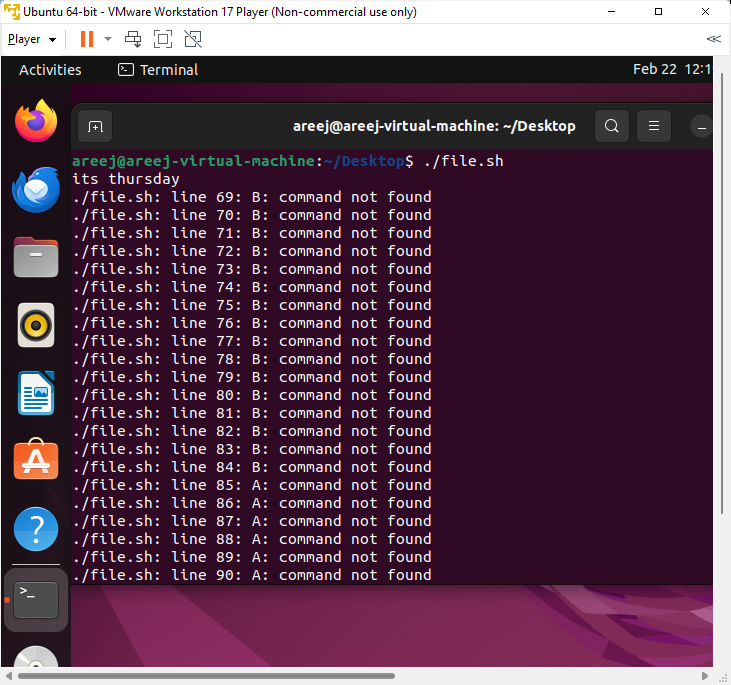 Ubuntu 64-bit - VMware Workstation 17 Player (Non-commercial use only)
Player
Activities
Terminal
Feb 22 12:1
areej@areej-virtual-machine: ~/Desktop
areej@areej-virtual-machine:~/Desktop$ ./file.sh
its thursday
./file.sh: line 69: B: command not found
./file.sh: line 70: B: command not found
./file.sh: line 71: B: command not found
./file.sh: line 72: B: command not found
./file.sh: line 73: B: command not found
./file.sh: line 74: B: command not found
./file.sh: line 75: B: command not found
./file.sh: line 76: B: command not found
./file.sh: line 77: B: command not found
./file.sh: line 78: B: command not found
./file.sh: line 79: B: command not found
./file.sh: line 80: B: command not found
./file.sh: line 81: B: command not found
./file.sh: line 82: B: command not found
./file.sh: line 83: B: command not found
./file.sh: line 84: B: command not found
./file.sh: line 85: A: command not found
./file.sh: line 86: A: command not found
./file.sh: line 87: A: command not found
./file.sh: line 88: A: command not found
./file.sh: line 89: A: command not found
./file.sh: line 90: A: command not found